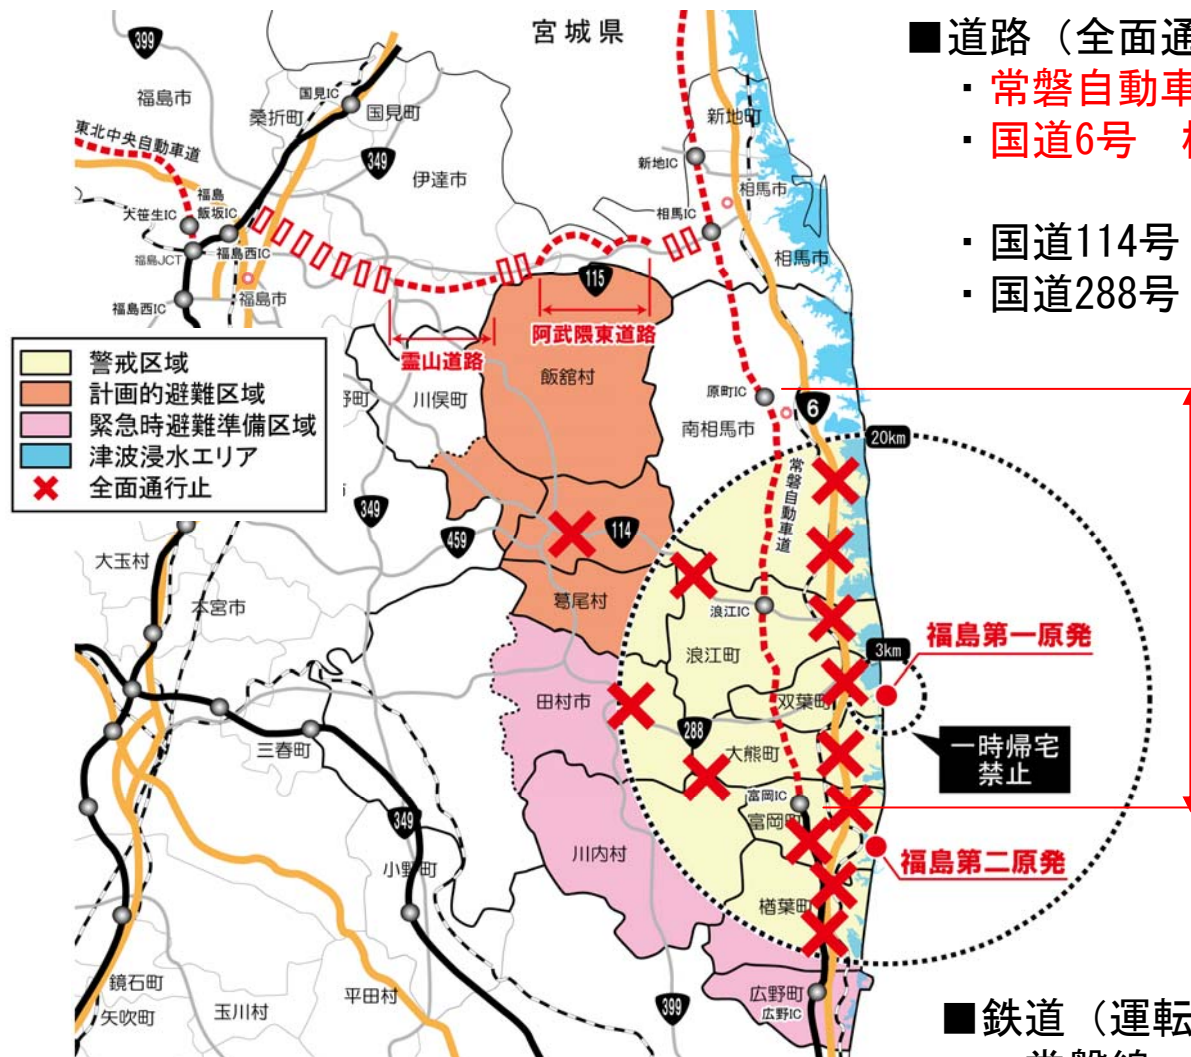 宮城県
■道路（全面通
・常磐自動車
・国道6号
・国道114号
・国道288号
399
福島市
国見IC
桑折町
国見町
新地町
東北中央自動車道
349
伊達市
新地IC
相馬市
福島
飯坂IC
大笹生IC
相馬IC
福島JCT
福島西IC
相馬市
福島市
福島西IC
115
霊山道路
阿武隈東道路
飯舘村
川俣町
原町IC
6
南相馬市
20km
警戒区域
計画的避難区域
緊急時避難準備区域
津波浸水エリア
全面通行止
常磐自動車道
349
459
114
大玉村
本宮市
葛尾村
浪江IC
浪江町
3km
福島第一原発
田村市
双葉町
288
大熊町
一時帰宅
禁止
三春町
富岡IC
富岡町
349
小野町
川内村
福島第二原発
楢葉町
鏡石町
矢吹町
玉川村
平田村
399
広野町
広野IC
■鉄道（運転
常磐線